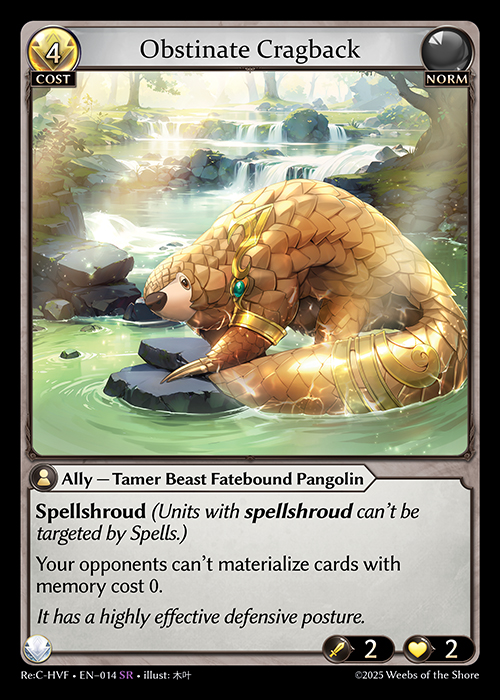 4
Obstinate Cragback
COST
NORM
Ally — Tamer Beast Fatebound Pangolin
Spellshroud (Units with spellshroud can't be
targeted by Spells.)
Your opponents can't materialize cards with
memory cost 0.
It has a highly effective defensive posture.
2
2
Re:C-HVF • EN-014 SR • illust: 木叶
©2025 Weebs of the Shore